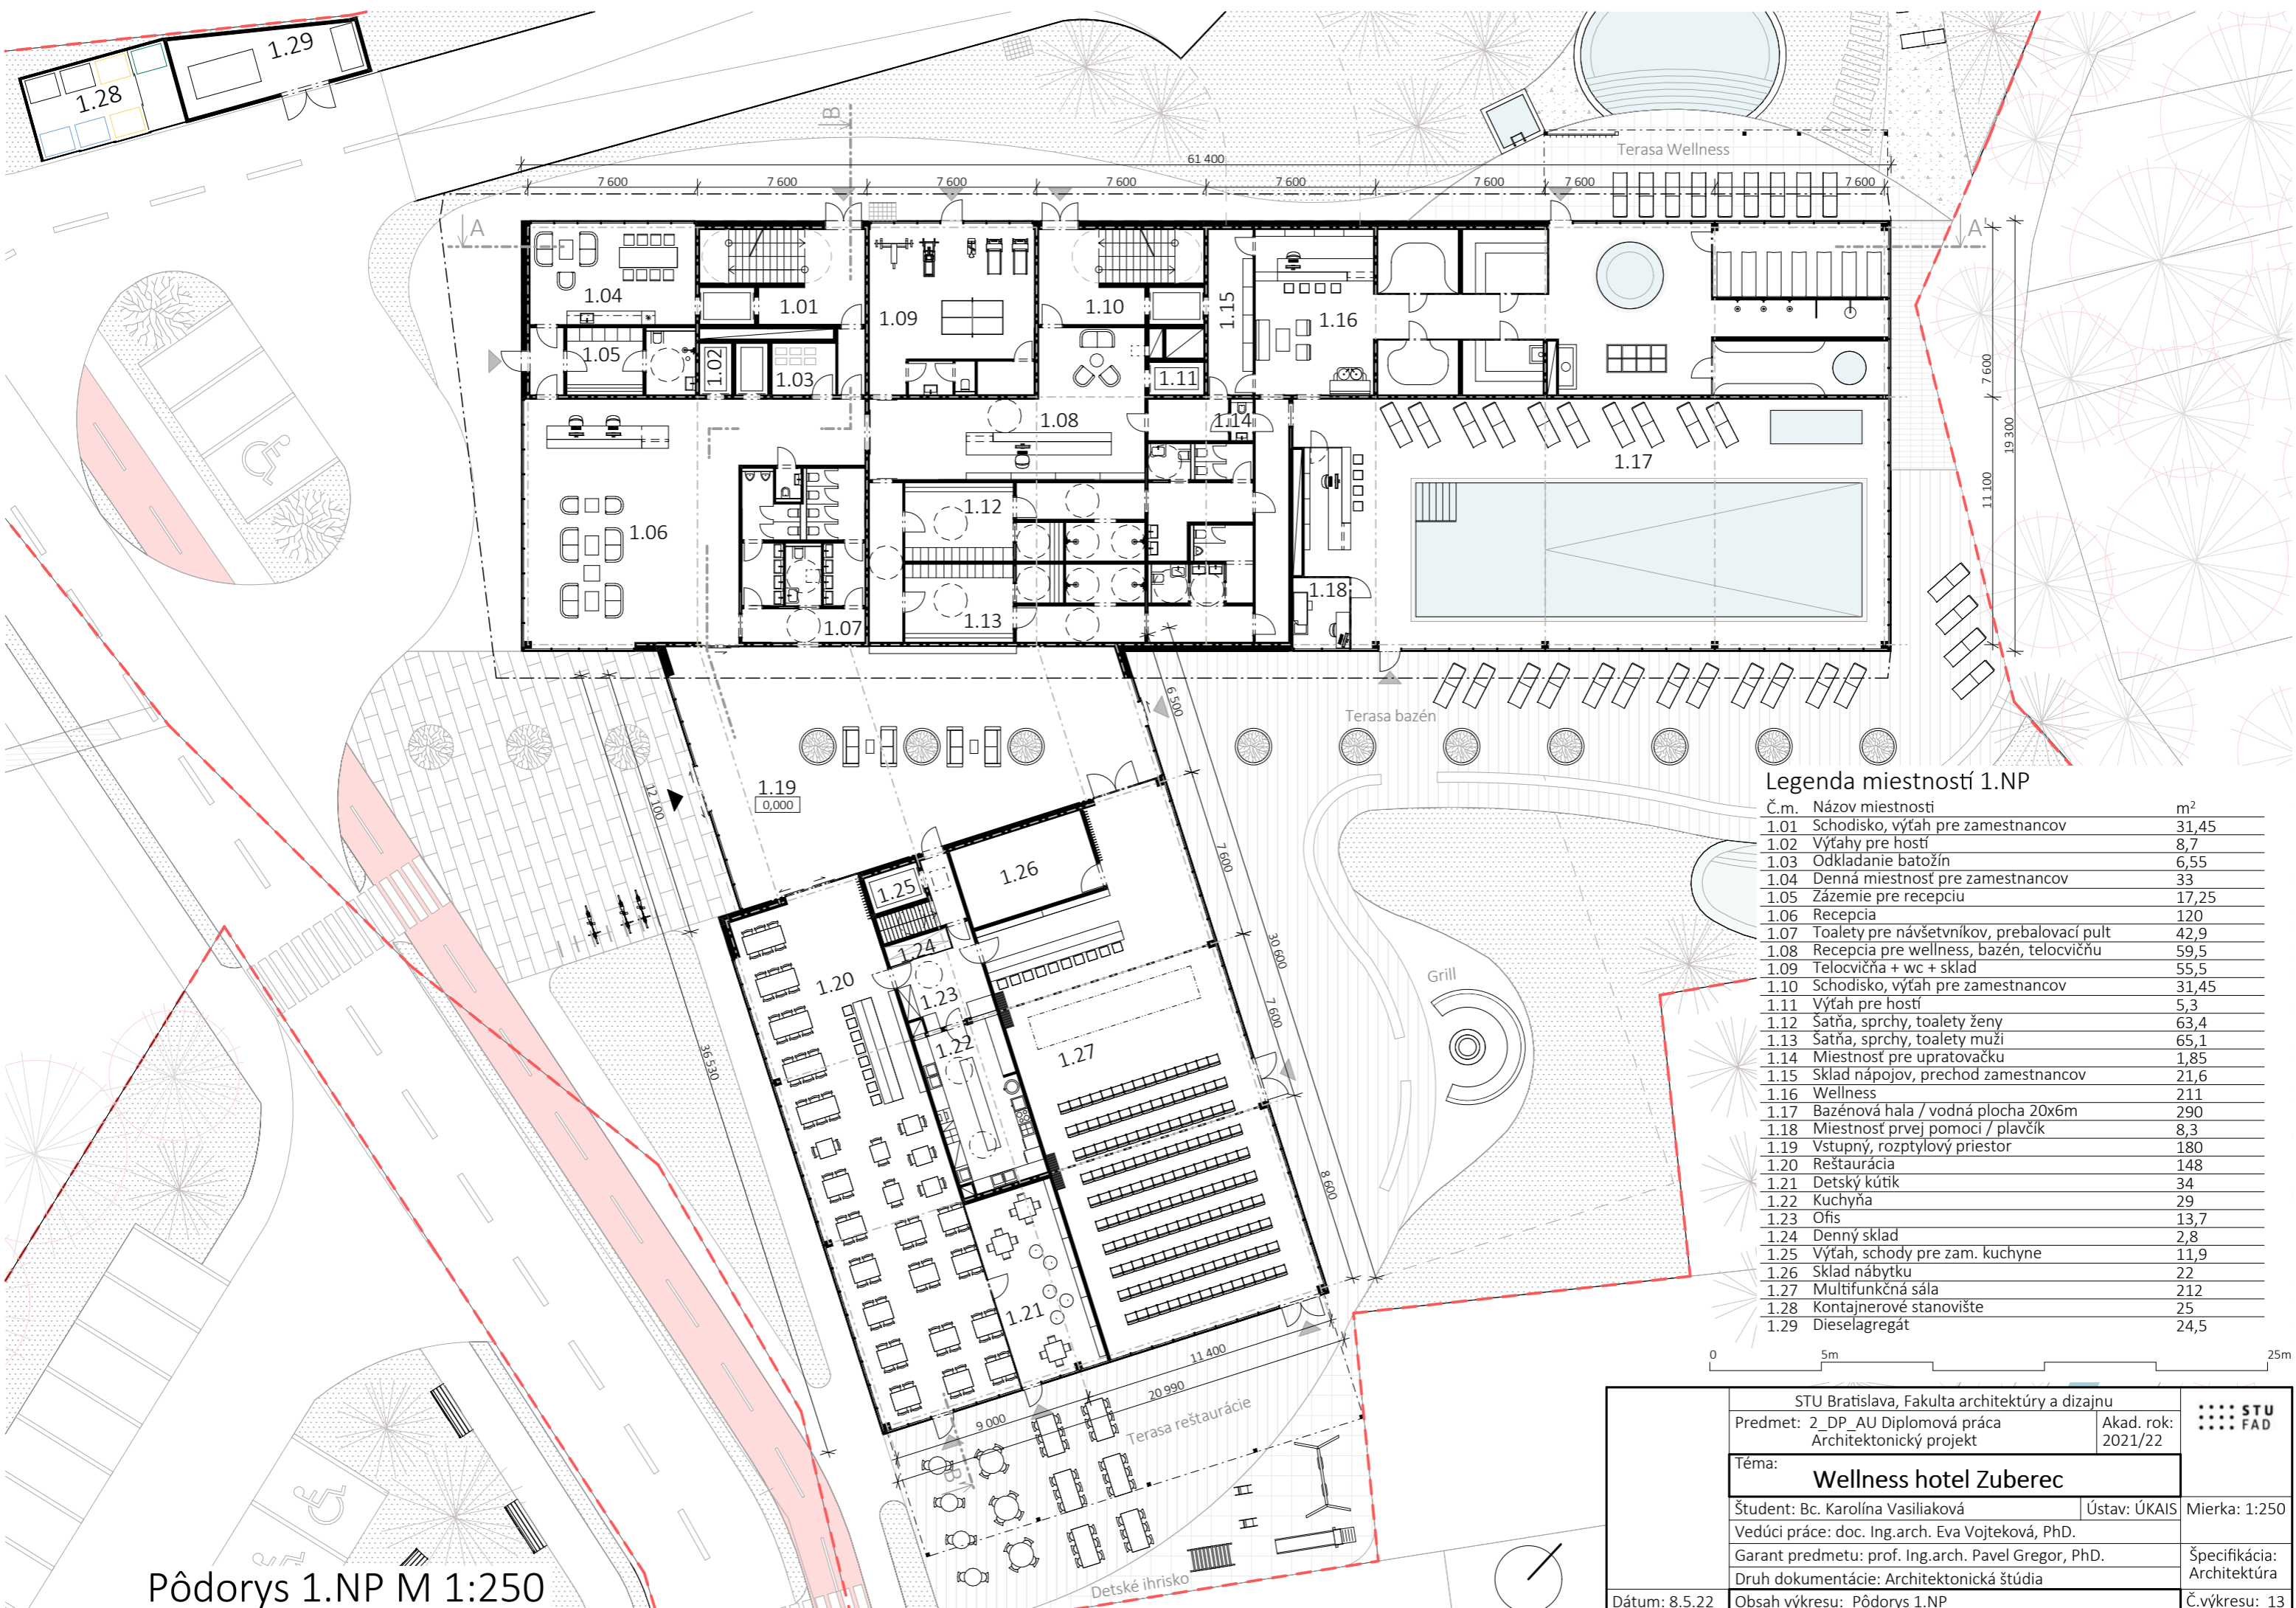 1.29
1.28
B
61 400
Terasa Wellness
7 600
7 600
7 600
7 600
7 600
7 600
7 600
7 600
A
A'
1.04
1.01
1.09
1.10
1.15
1.16
1.05
1.02
1.03
1.11
7 600
19 300
11 100
1.08
1.14
1.17
1.06
1.12
1.18
1.07
1.13
6 500
Terasa bazén
12 100
1.19
0,000
7 600
1.26
1.25
30 600
1.24
1.20
1.23
7 600
1.22
1.27
Grill
36 530
8 600
1.21
11 400
20 990
9 000
Terasa reštaurácie
B'
Detské ihrisko
Legenda miestností 1.NP
Č.m. Názov miestnosti m²
1.01 Schodisko, výťah pre zamestnancov 31,45
1.02 Výťahy pre hostí 8,7
1.03 Odkladanie batožín 6,55
1.04 Denná miestnosť pre zamestnancov 33
1.05 Zázemie pre recepciu 17,25
1.06 Recepcia 120
1.07 Toalety pre návšetvníkov, prebalovací pult 42,9
1.08 Recepcia pre wellness, bazén, telocvičňu 59,5
1.09 Telocvičňa + wc + sklad 55,5
1.10 Schodisko, výťah pre zamestnancov 31,45
1.11 Výťah pre hostí 5,3
1.12 Šatňa, sprchy, toalety ženy 63,4
1.13 Šatňa, sprchy, toalety muži 65,1
1.14 Miestnosť pre upratovačku 1,85
1.15 Sklad nápojov, prechod zamestnancov 21,6
1.16 Wellness 211
1.17 Bazénová hala / vodná plocha 20x6m 290
1.18 Miestnosť prvej pomoci / plavčík 8,3
1.19 Vstupný, rozptylový priestor 180
1.20 Reštaurácia 148
1.21 Detský kútik 34
1.22 Kuchyňa 29
1.23 Ofis 13,7
1.24 Denný sklad 2,8
1.25 Výťah, schody pre zam. kuchyne 11,9
1.26 Sklad nábytku 22
1.27 Multifunkčná sála 212
1.28 Kontajnerové stanovište 25
1.29 Dieselagregát 24,5
0 5m 25m
STU Bratislava, Fakulta architektúry a dizajnu
Predmet: 2_DP_AU Diplomová práca
Architektonický projekt
Akad. rok:
2021/22
STU
FAD
Téma:
Wellness hotel Zuberec
Študent: Bc. Karolína Vasiliaková Ústav: ÚKAIS Mierka: 1:250
Vedúci práce: doc. Ing.arch. Eva Vojteková, PhD.
Garant predmetu: prof. Ing.arch. Pavel Gregor, PhD.
Špecifikácia:
Architektúra
Druh dokumentácie: Architektonická štúdia
Dátum: 8.5.22 Obsah výkresu: Pôdorys 1.NP Č.výkresu: 13
Pôdorys 1.NP M 1:250